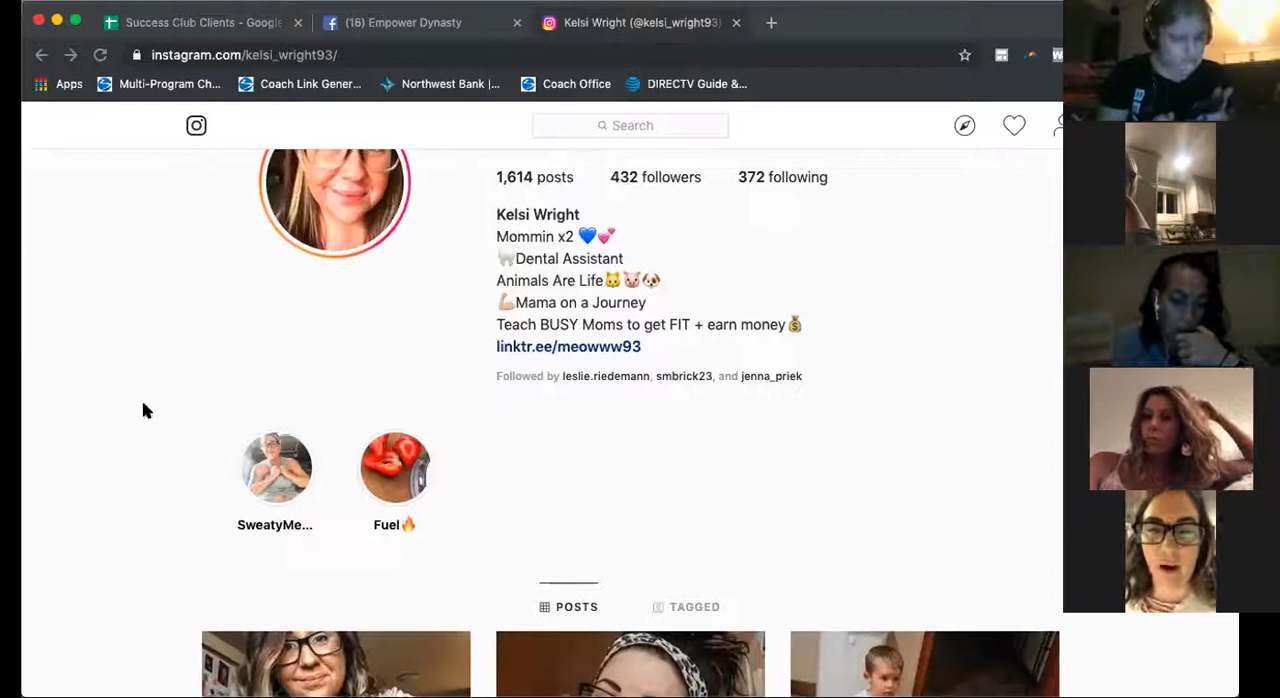 Success Club Clients - Google
(16) Empower Dynasty
Kelsi Wright (@kelsi_wright93)
instagram.com/kelsi_wright93/
Apps
Multi-Program Ch...
Coach Link Gener...
Northwest Bank |...
Coach Office
DIRECTV Guide &...
Search
1,614 posts 432 followers 372 following
Kelsi Wright
Mommin x2 💙💕
🦷Dental Assistant
Animals Are Life🐱🐷🐶
💪🏼Mama on a Journey
Teach BUSY Moms to get FIT + earn money💰
linktr.ee/meowww93
Followed by leslie.riedemann, smbrick23, and jenna_priek
SweatyMe... Fuel🔥
POSTS TAGGED